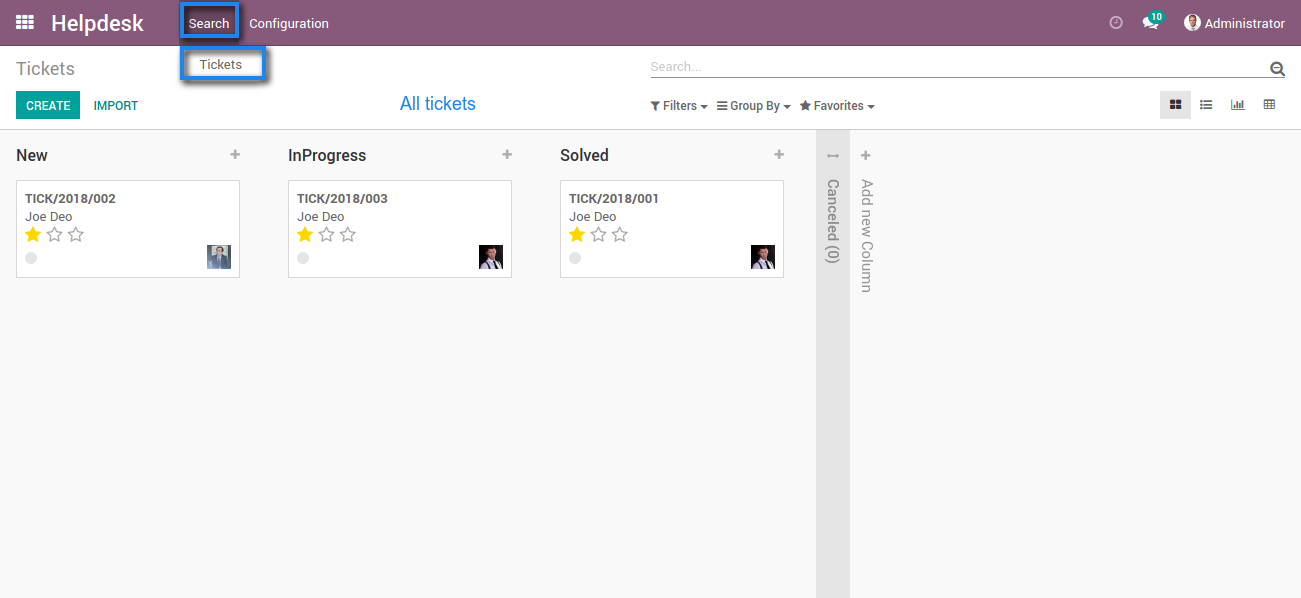 Helpdesk Search Configuration 10 Administrator
Tickets
Tickets Search...
CREATE IMPORT All tickets Filters Group By Favorites
New InProgress Solved
TICK/2018/002 TICK/2018/003 TICK/2018/001
Joe Deo Joe Deo Joe Deo
Canceled (0)
Add new Column